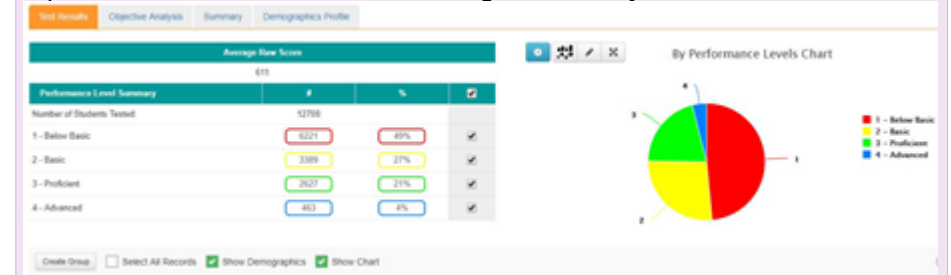 Test Results Objective Analysis Summary Demographics Profile
Average Raw Score
611
By Performance Levels Chart
Performance Level Summary # %
Number of Students Tested: 12700
1 - Below Basic 6221 49%
2 - Basic 3389 27%
3 - Proficient 2627 21%
4 - Advanced 463 4%
4
3
1
2
1 - Below Basic
2 - Basic
3 - Proficient
4 - Advanced
Create Group Select All Records Show Demographics Show Chart